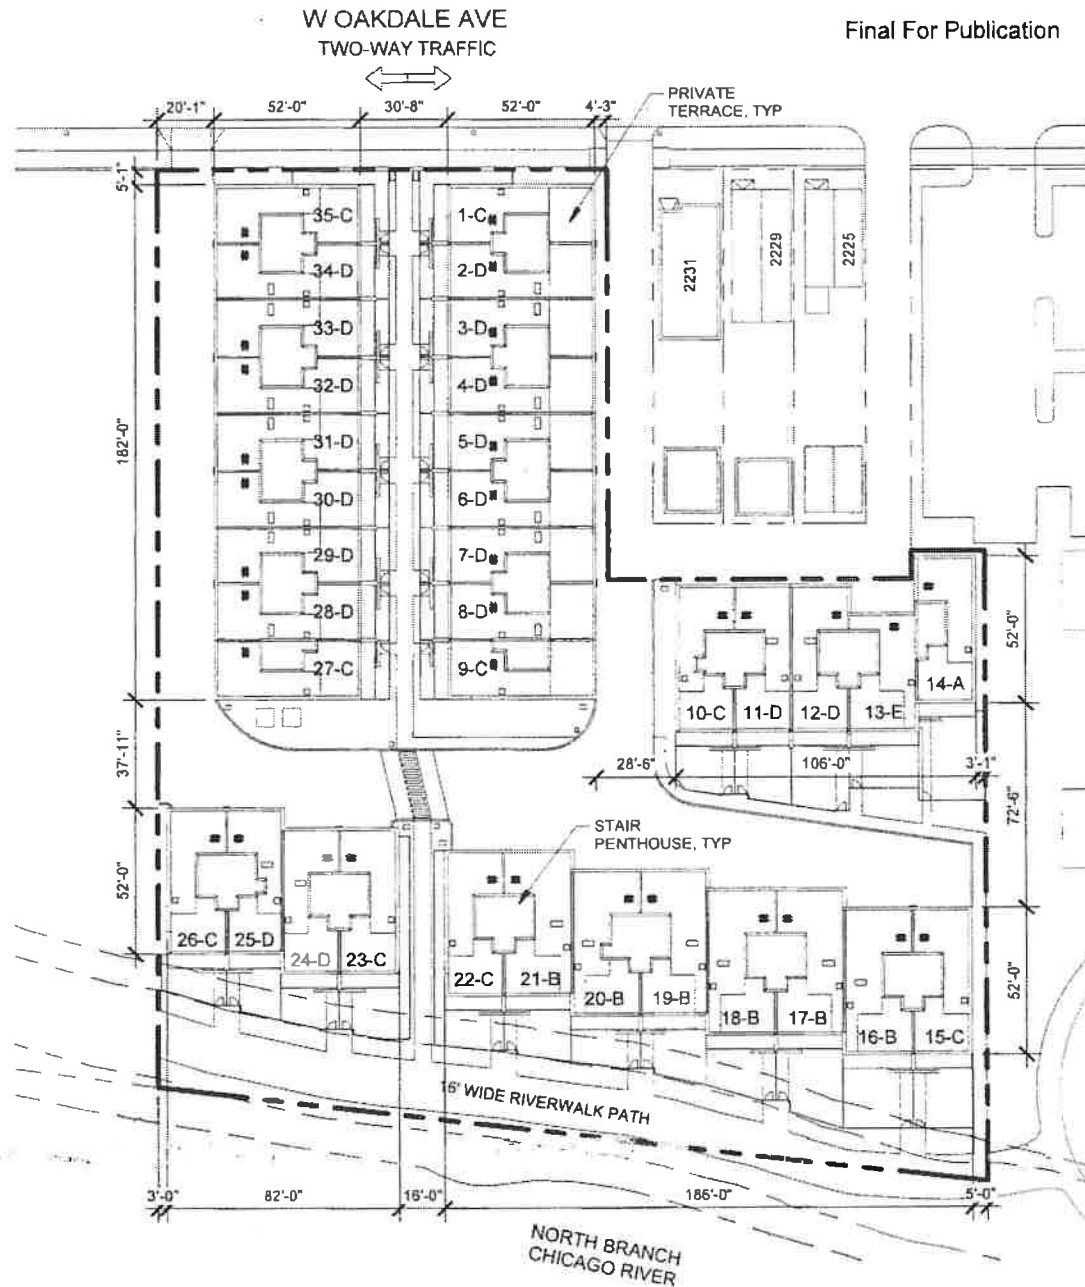 W OAKDALE AVE
TWO-WAY TRAFFIC
Final For Publication
20'-1"
52'-0"
30'-8"
52'-0"
4'-3"
PRIVATE
TERRACE, TYP
5'-1"
182'-0"
37'-11"
52'-0"
35-C
34-D
33-D
32-D
31-D
30-D
29-D
28-D
27-C
1-C
2-D
3-D
4-D
5-D
6-D
7-D
8-D
9-C
2231
2229
2225
10-C
11-D
12-D
13-E
14-A
52'-0"
72'-6"
52'-0"
28'-6"
106'-0"
3'-1"
STAIR
PENTHOUSE, TYP
26-C
25-D
24-D
23-C
22-C
21-B
20-B
19-B
18-B
17-B
16-B
15-C
16' WIDE RIVERWALK PATH
3'-0"
82'-0"
16'-0"
186'-0"
5'-0"
NORTH BRANCH
CHICAGO RIVER